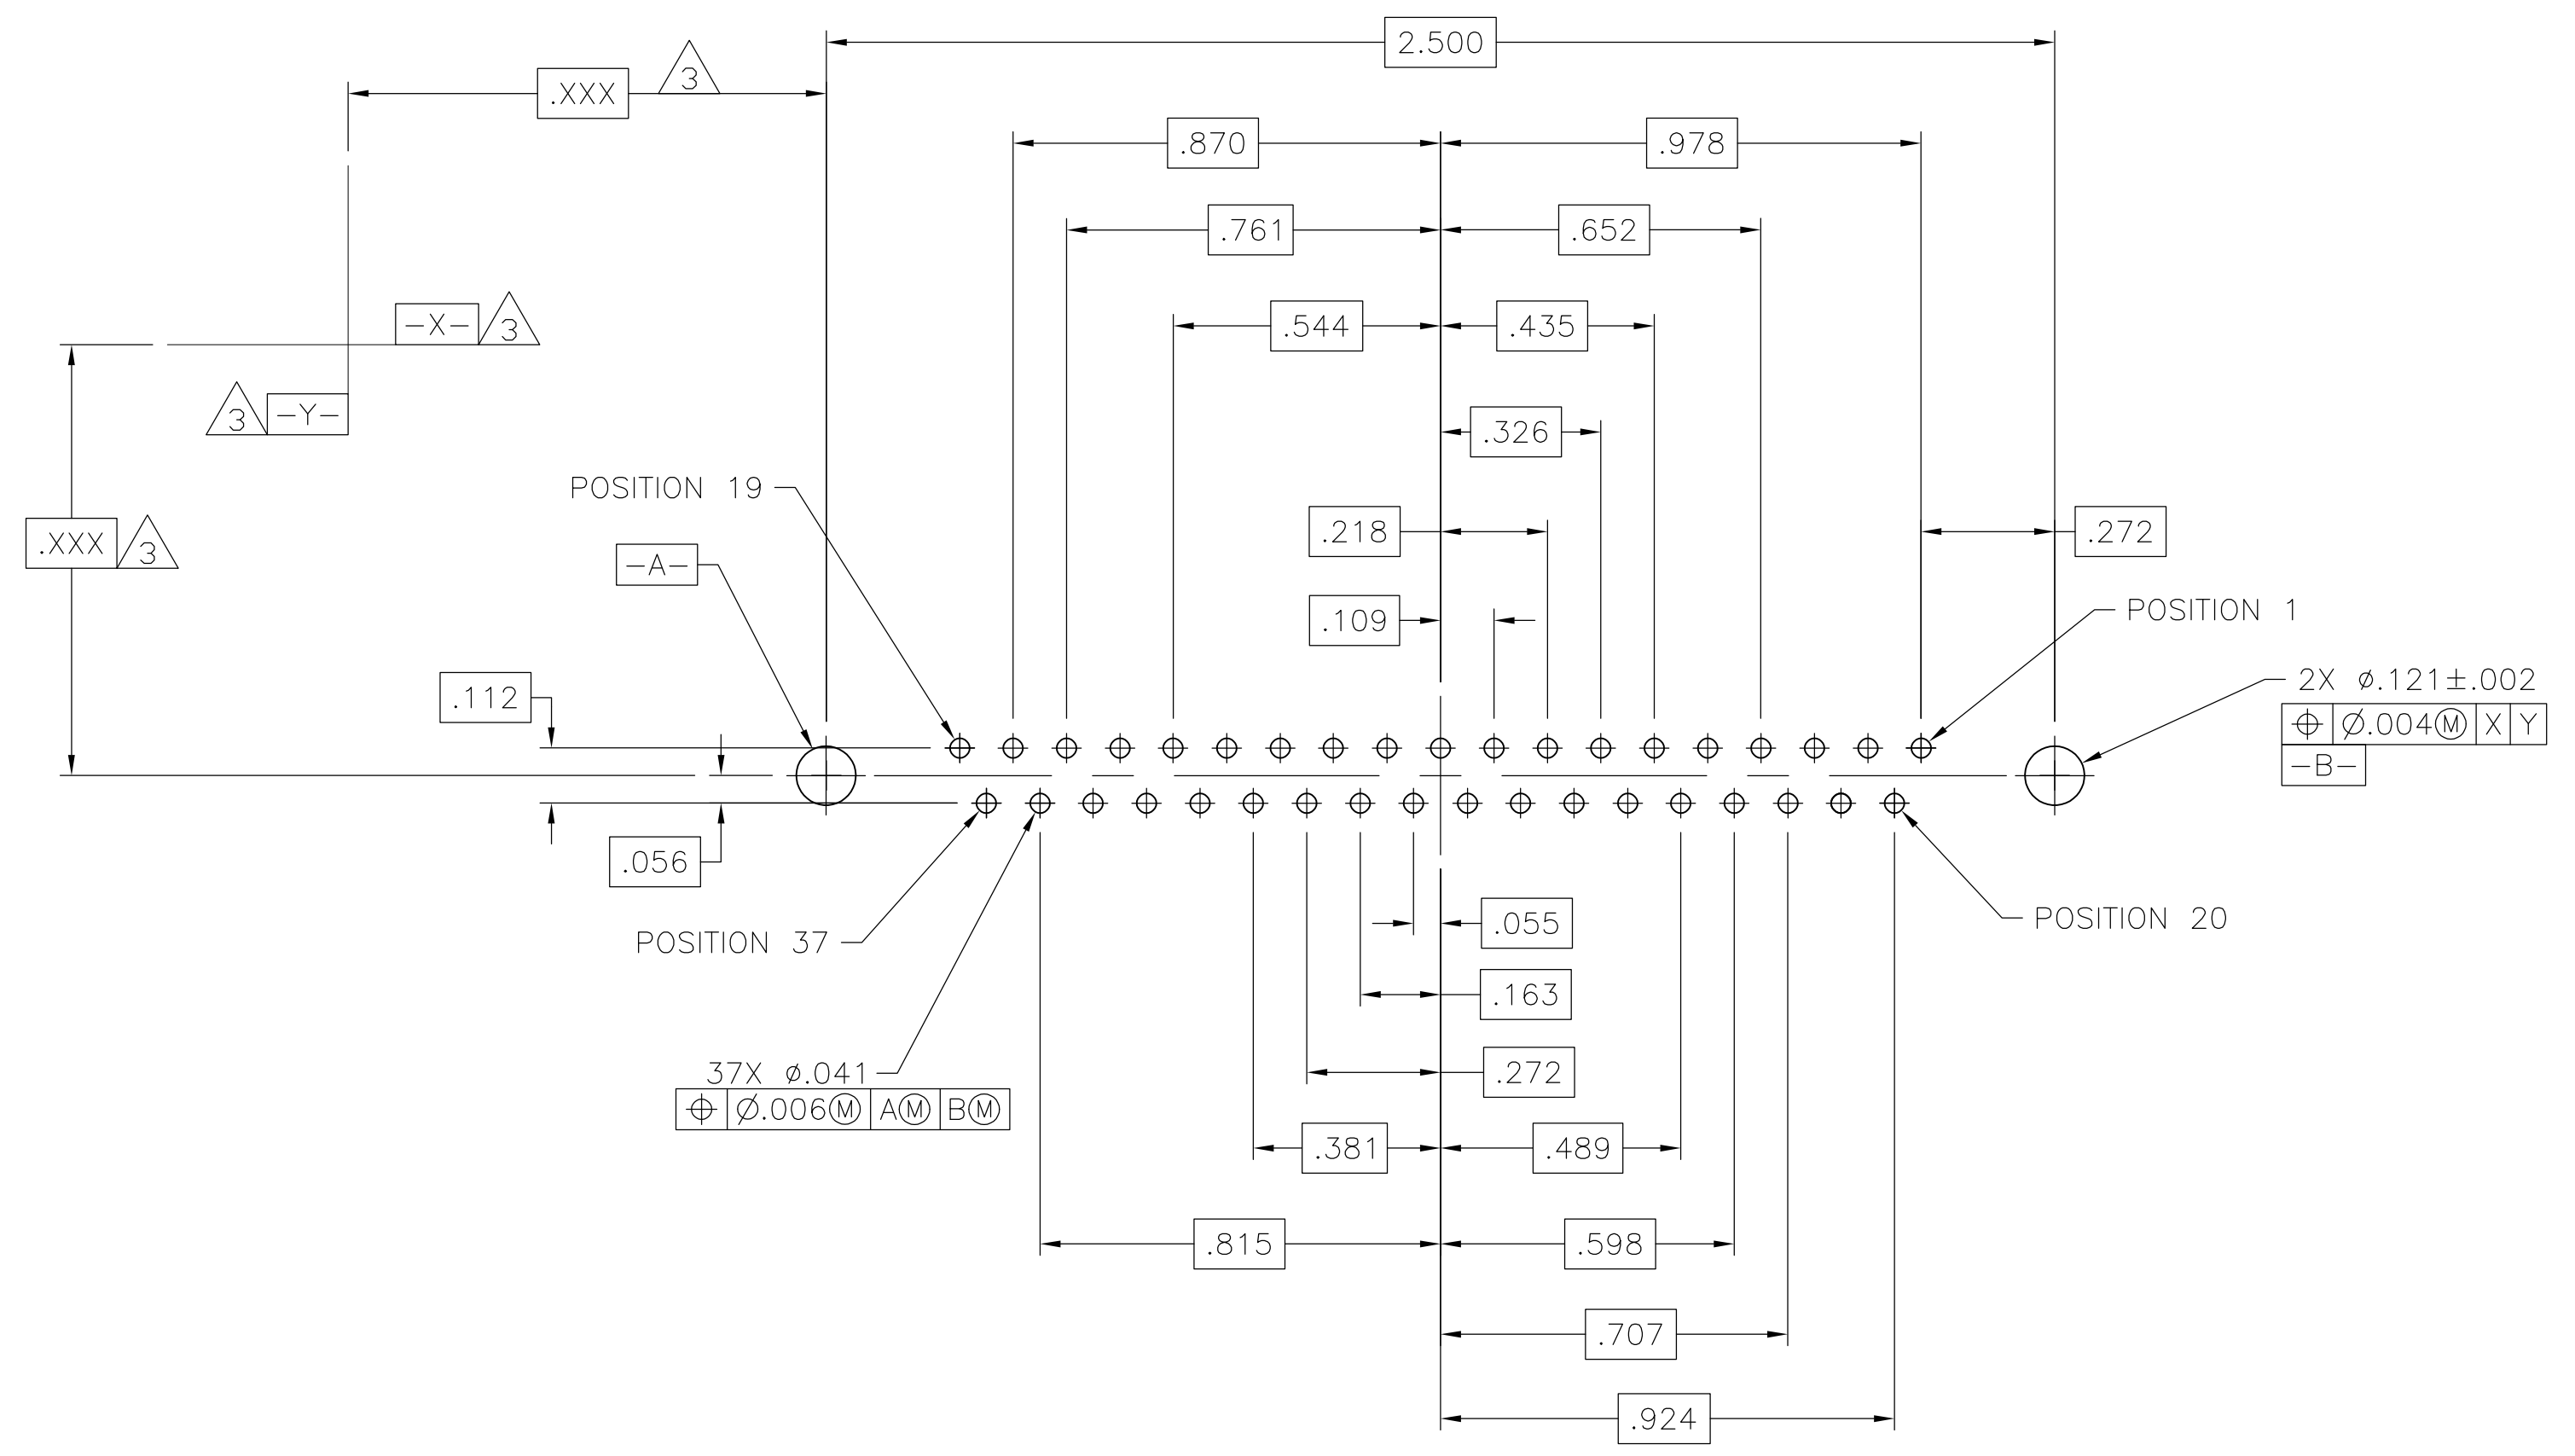 2.500
.XXX 3
.870 .978
.761 .652
-X- 3
.544 .435
3 -Y-
.326
POSITION 19
.XXX 3
.218 .272
-A-
.109
POSITION 1
.112
2X ⌀.121±.002
⌖ ⌀.004Ⓜ X Y
-B-
.056
.055
POSITION 20
POSITION 37
.163
37X ⌀.041
⌖ ⌀.006Ⓜ AⓂ BⓂ
.272
.381 .489
.815 .598
.707
.924